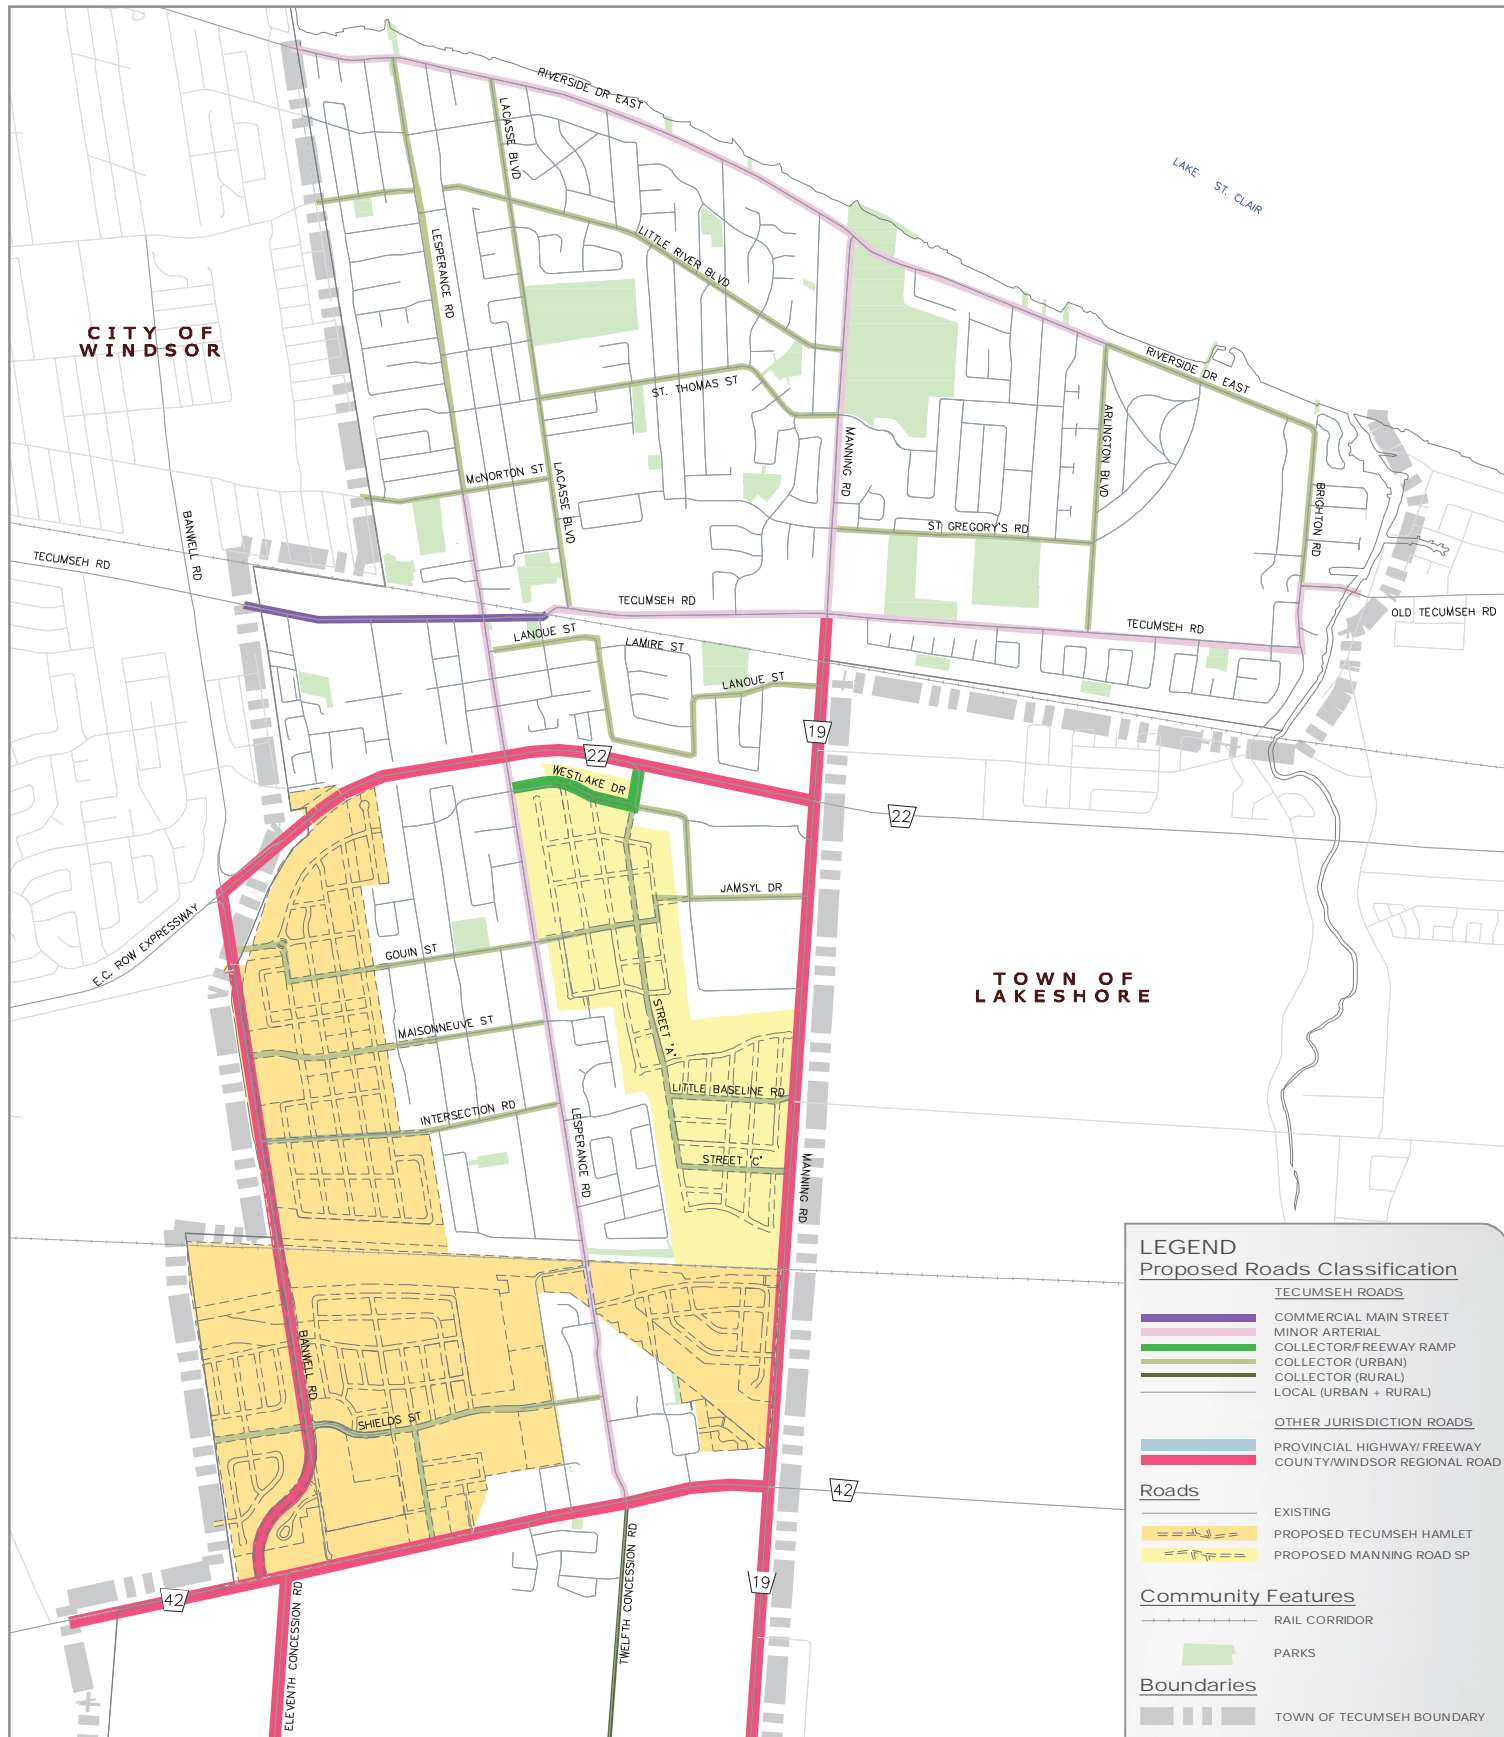 RIVERSIDE DR EAST
LACASSE BLVD
LAKE ST. CLAIR
LITTLE RIVER BLVD
LESPERANCE RD
CITY OF
WINDSOR
RIVERSIDE DR EAST
ST. THOMAS ST
ARLINGTON BLVD
MANNING RD
McNORTON ST
LACASSE BLVD
BRIGHTON RD
BANWELL RD
ST GREGORY'S RD
TECUMSEH RD
TECUMSEH RD
OLD TECUMSEH RD
TECUMSEH RD
LANOUE ST
LAMIRE ST
LANOUE ST
19
22
WESTLAKE DR
22
JAMSYL DR
E.C. ROW EXPRESSWAY
GOUIN ST
TOWN OF
LAKESHORE
STREET 'A'
MAISONNEUVE ST
LITTLE BASELINE RD
INTERSECTION RD
LESPERANCE RD
STREET 'C'
MANNING RD
BANWELL RD
SHIELDS ST
42
19
42
TWELFTH CONCESSION RD
ELEVENTH CONCESSION RD
LEGEND
Proposed Roads Classification
TECUMSEH ROADS
COMMERCIAL MAIN STREET
MINOR ARTERIAL
COLLECTOR/FREEWAY RAMP
COLLECTOR (URBAN)
COLLECTOR (RURAL)
LOCAL (URBAN + RURAL)
OTHER JURISDICTION ROADS
PROVINCIAL HIGHWAY/ FREEWAY
COUNTY/WINDSOR REGIONAL ROAD
Roads
EXISTING
PROPOSED TECUMSEH HAMLET
PROPOSED MANNING ROAD SP
Community Features
RAIL CORRIDOR
PARKS
Boundaries
TOWN OF TECUMSEH BOUNDARY